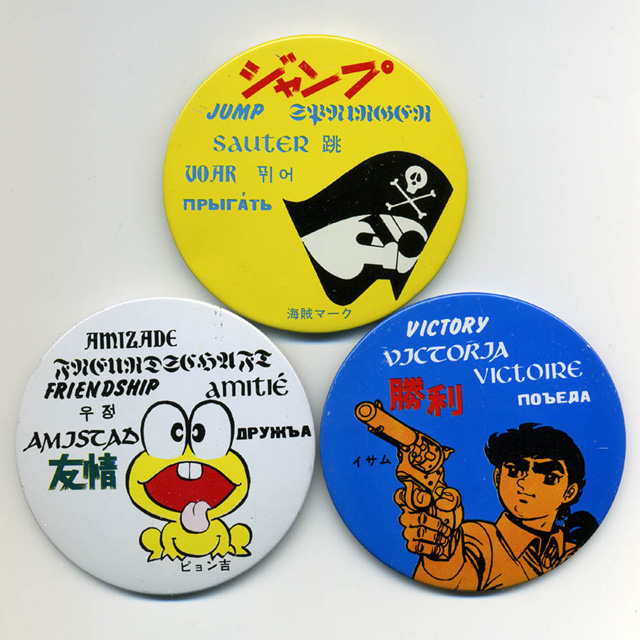 ジャンプ
JUMP SPRINGEN
SAUTER 跳
VOAR 뛰어
ПРЫГАТЬ
海賊マーク
AMIZADE
FREUNDSCHAFT
FRIENDSHIP amitié
우정
AMISTAD ДРУЖЪА
友情
ピョン吉
VICTORY
VICTORJA
VICTOIRE
勝利 ПОЪЕДА
イサム